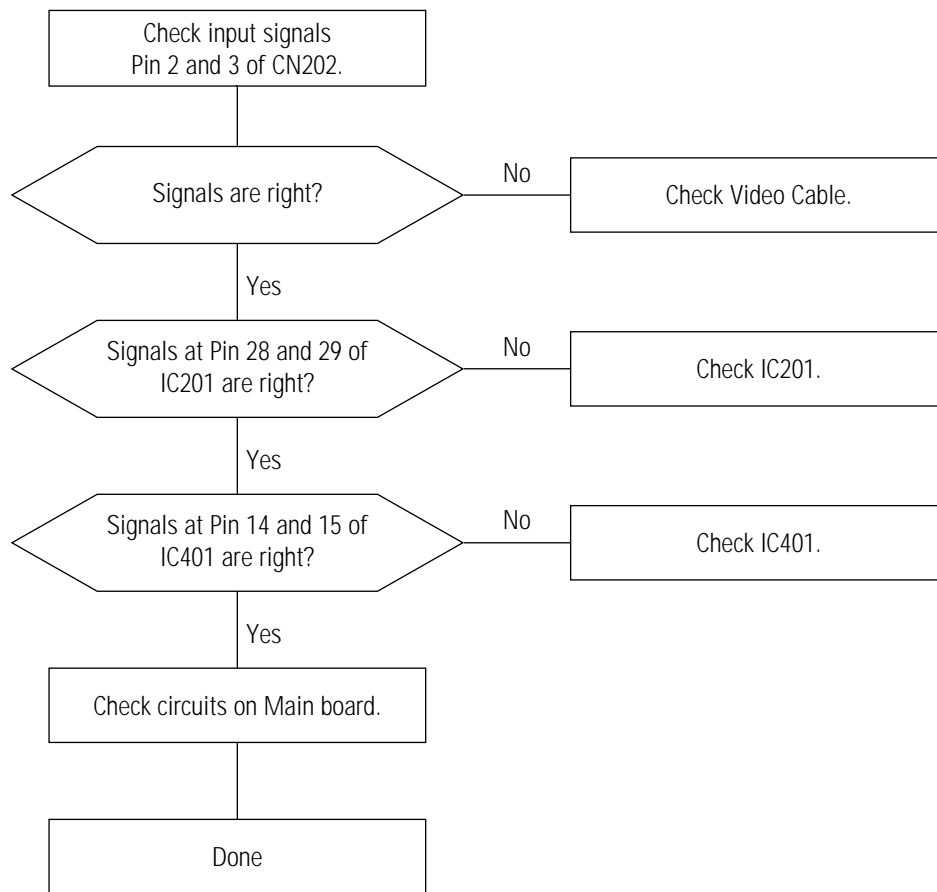 Check input signals
Pin 2 and 3 of CN202.
Signals are right?
No
Check Video Cable.
Yes
Signals at Pin 28 and 29 of
IC201 are right?
No
Check IC201.
Yes
Signals at Pin 14 and 15 of
IC401 are right?
No
Check IC401.
Yes
Check circuits on Main board.
Done